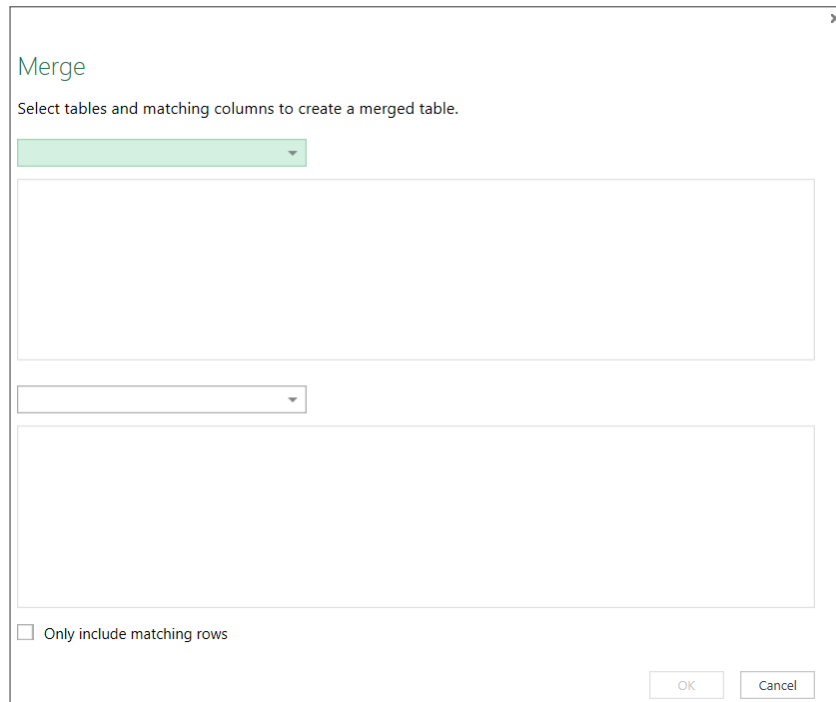 Merge
Select tables and matching columns to create a merged table.
Only include matching rows
OK
Cancel